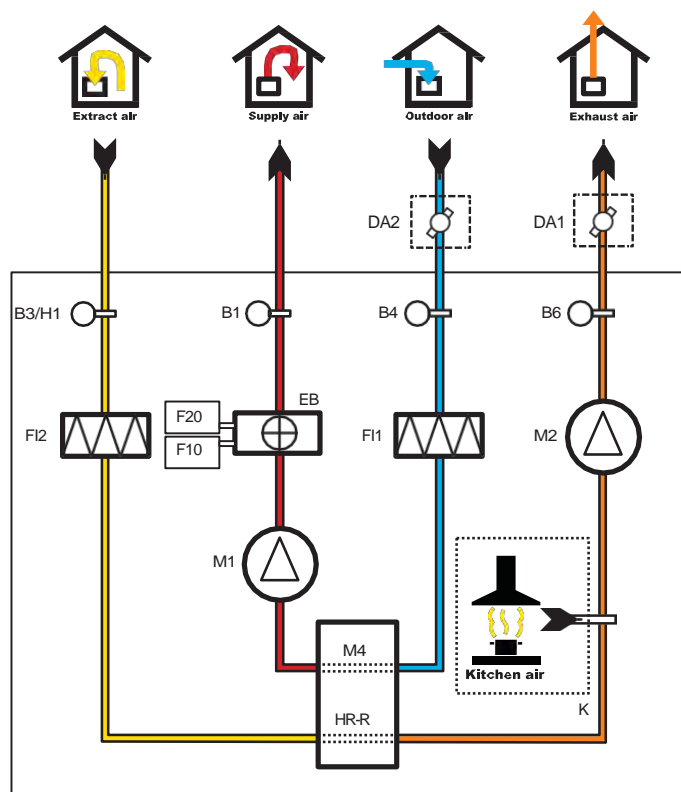 Extract air
Supply air
Outdoor air
Exhaust air
DA2
DA1
B3/H1
B1
B4
B6
EB
F20
F10
FI2
FI1
M2
M1
M4
HR-R
Kitchen air
K